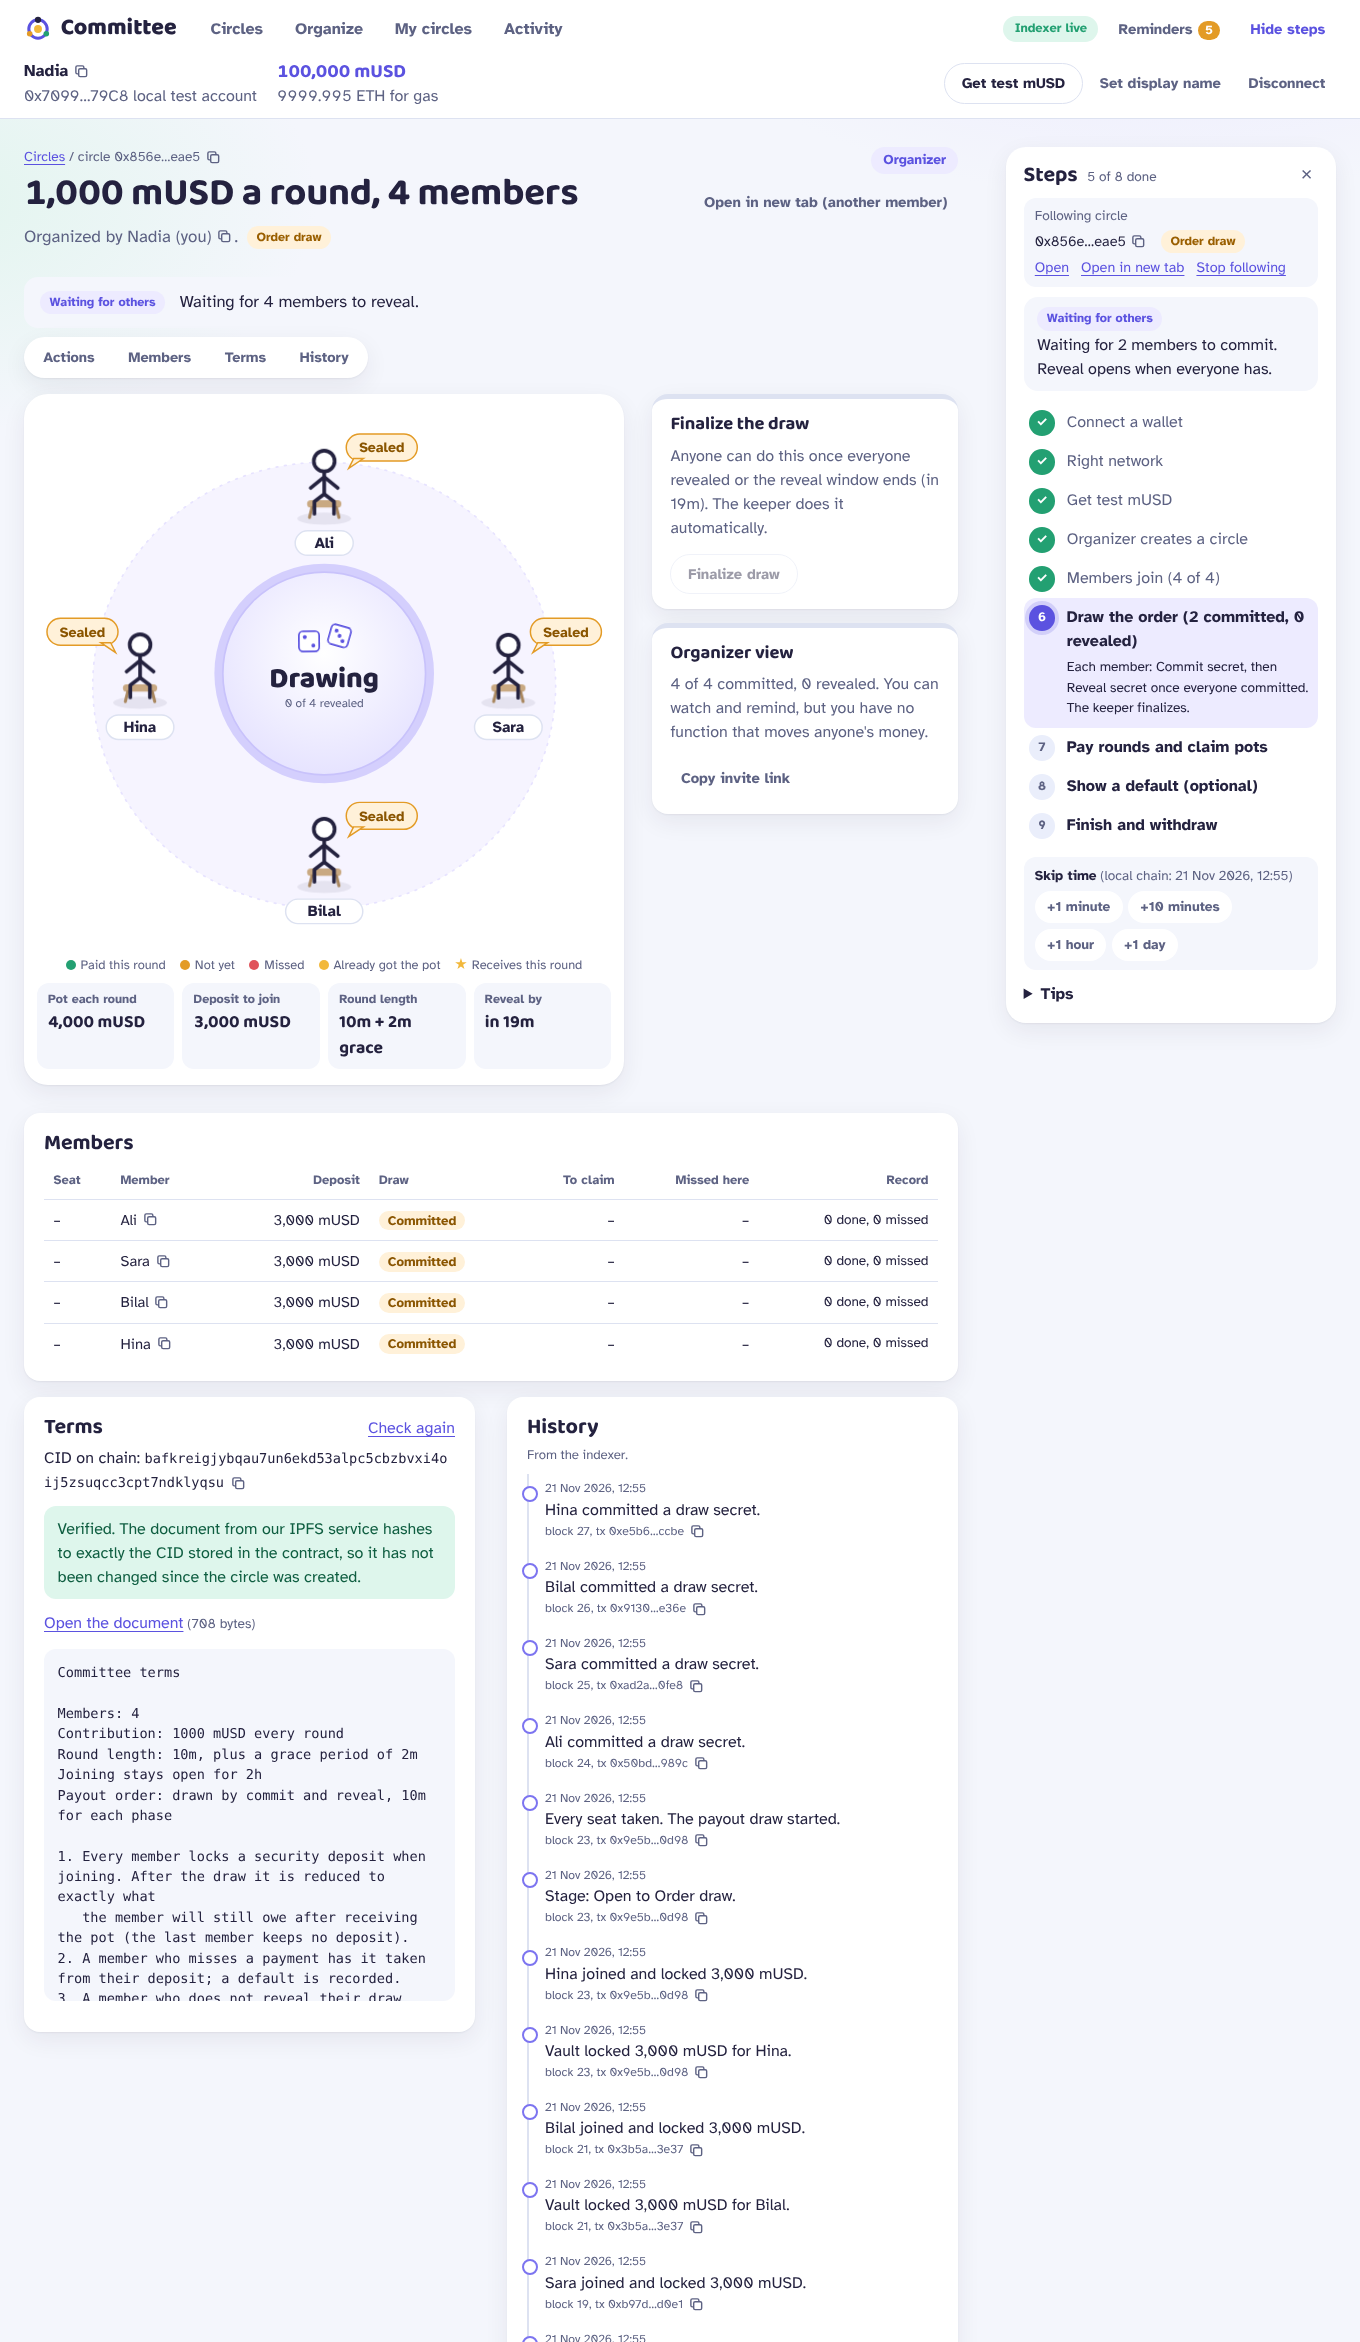 Committee
Circles
Organize
My circles
Activity
Indexer live
Reminders 5
Hide steps
Nadia
0x7099...79C8 local test account
100,000 mUSD
9999.995 ETH for gas
Get test mUSD
Set display name
Disconnect
Circles / circle 0x856e...eae5
Organizer
1,000 mUSD a round, 4 members
Open in new tab (another member)
Organized by Nadia (you) . Order draw
Waiting for others Waiting for 4 members to reveal.
Actions
Members
Terms
History
Sealed
Ali
Sealed
Hina
Sealed
Sara
Drawing
0 of 4 revealed
Sealed
Bilal
Paid this round
Not yet
Missed
Already got the pot
Receives this round
Pot each round
4,000 mUSD
Deposit to join
3,000 mUSD
Round length
10m + 2m
grace
Reveal by
in 19m
Finalize the draw
Anyone can do this once everyone
revealed or the reveal window ends (in
19m). The keeper does it
automatically.
Finalize draw
Organizer view
4 of 4 committed, 0 revealed. You can
watch and remind, but you have no
function that moves anyone's money.
Copy invite link
Steps 5 of 8 done
Following circle
0x856e...eae5 Order draw
Open Open in new tab Stop following
Waiting for others
Waiting for 2 members to commit.
Reveal opens when everyone has.
Connect a wallet
Right network
Get test mUSD
Organizer creates a circle
Members join (4 of 4)
6 Draw the order (2 committed, 0
revealed)
Each member: Commit secret, then
Reveal secret once everyone committed.
The keeper finalizes.
7 Pay rounds and claim pots
8 Show a default (optional)
9 Finish and withdraw
Skip time (local chain: 21 Nov 2026, 12:55)
+1 minute +10 minutes
+1 hour +1 day
Tips
Members
Seat Member Deposit Draw To claim Missed here Record
– Ali 3,000 mUSD Committed – – 0 done, 0 missed
– Sara 3,000 mUSD Committed – – 0 done, 0 missed
– Bilal 3,000 mUSD Committed – – 0 done, 0 missed
– Hina 3,000 mUSD Committed – – 0 done, 0 missed
Terms
Check again
CID on chain: bafkreigjybqau7un6ekd53alpc5cbzbvxi4o
ij5zsuqcc3cpt7ndklyqsu
Verified. The document from our IPFS service hashes
to exactly the CID stored in the contract, so it has not
been changed since the circle was created.
Open the document (708 bytes)
Committee terms
Members: 4
Contribution: 1000 mUSD every round
Round length: 10m, plus a grace period of 2m
Joining stays open for 2h
Payout order: drawn by commit and reveal, 10m
for each phase
1. Every member locks a security deposit when
joining. After the draw it is reduced to
exactly what
the member will still owe after receiving
the pot (the last member keeps no deposit).
2. A member who misses a payment has it taken
from their deposit; a default is recorded.
3. A member who does not reveal their draw
History
From the indexer.
21 Nov 2026, 12:55
Hina committed a draw secret.
block 27, tx 0xe5b6...ccbe
21 Nov 2026, 12:55
Bilal committed a draw secret.
block 26, tx 0x9130...e36e
21 Nov 2026, 12:55
Sara committed a draw secret.
block 25, tx 0xad2a...0fe8
21 Nov 2026, 12:55
Ali committed a draw secret.
block 24, tx 0x50bd...989c
21 Nov 2026, 12:55
Every seat taken. The payout draw started.
block 23, tx 0x9e5b...0d98
21 Nov 2026, 12:55
Stage: Open to Order draw.
block 23, tx 0x9e5b...0d98
21 Nov 2026, 12:55
Hina joined and locked 3,000 mUSD.
block 23, tx 0x9e5b...0d98
21 Nov 2026, 12:55
Vault locked 3,000 mUSD for Hina.
block 23, tx 0x9e5b...0d98
21 Nov 2026, 12:55
Bilal joined and locked 3,000 mUSD.
block 21, tx 0x3b5a...3e37
21 Nov 2026, 12:55
Vault locked 3,000 mUSD for Bilal.
block 21, tx 0x3b5a...3e37
21 Nov 2026, 12:55
Sara joined and locked 3,000 mUSD.
block 19, tx 0xb97d...d0e1
21 Nov 2026, 12:55